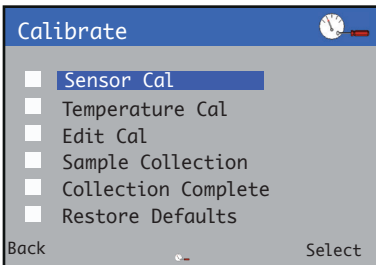 Calibrate
Sensor Cal
Temperature Cal
Edit Cal
Sample Collection
Collection Complete
Restore Defaults
Back
Select